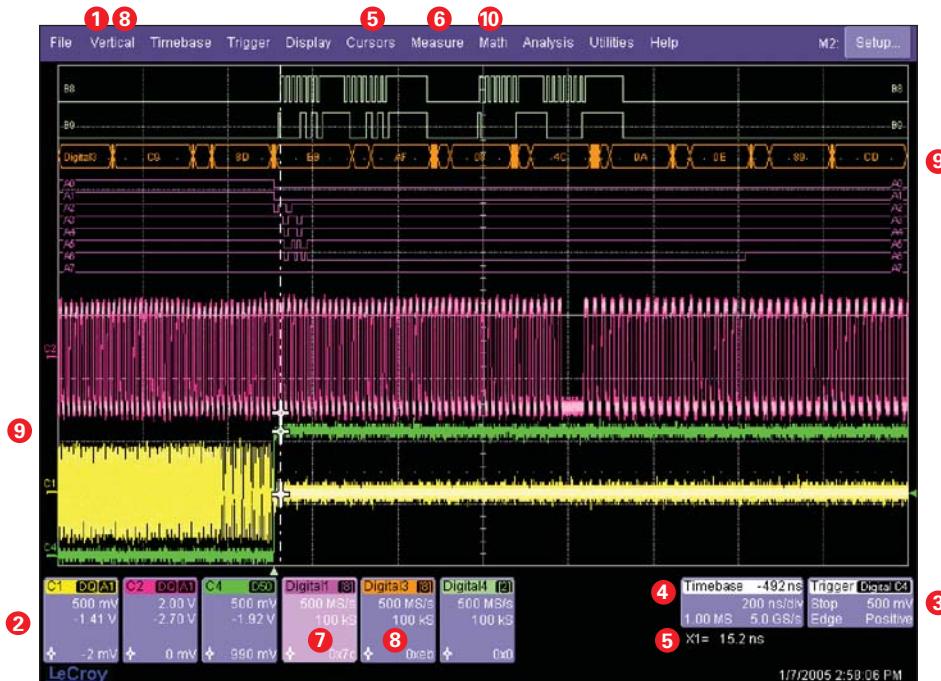 1 8 5 6 10
File Vertical Timebase Trigger Display Cursors Measure Math Analysis Utilities Help M2: Setup...
B8 B8
B9 B9
Digital3 C9 8D EB AF 4C 0A 0E 89 CD
9
A0 A0
A1 A1
A2 A2
A3 A3
A4 A4
A5 A5
A6 A6
A7 A7
C2
9
C1
C4
C1 DQ A1 C2 DQ A1 C4 D50 Digital1 [8] Digital3 [8] Digital4 [2] 4 Timebase -492 ns Trigger Digital C4
500 mV 2.00 V 500 mV 500 MS/s 500 MS/s 500 MS/s 200 ns/div Stop 500 mV 3
2 -1.41 V -2.70 V -1.92 V 100 kS 100 kS 100 kS 1.00 MS 5.0 GS/s Edge Positive
7 8 5 X1= 15.2 ns
-2 mV 0 mV 990 mV 0x7c 0xeb 0x0
LeCroy 1/7/2005 2:58:06 PM